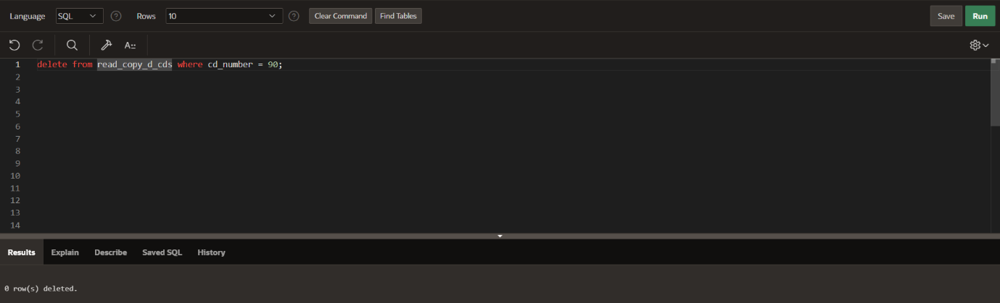 Language SQL ? Rows 10 ? Clear Command Find Tables Save Run
A
1 delete from read_copy_d_cds where cd_number = 90;
2
3
4
5
6
7
8
9
10
11
12
13
14
Results Explain Describe Saved SQL History
0 row(s) deleted.